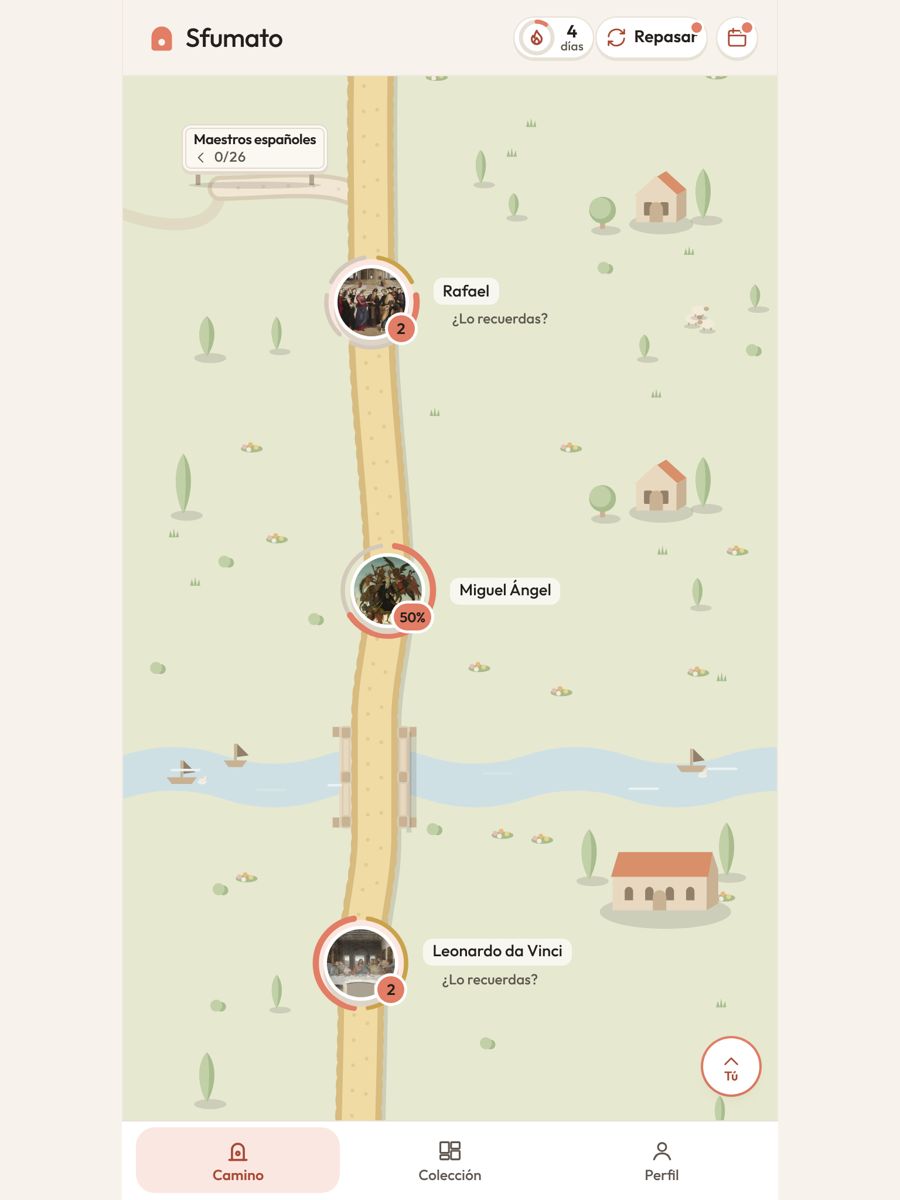 Sfumato
4
días
Repasar
Maestros españoles
0/26
Rafael
¿Lo recuerdas?
2
Miguel Ángel
50%
Leonardo da Vinci
¿Lo recuerdas?
2
Tú
Camino
Colección
Perfil